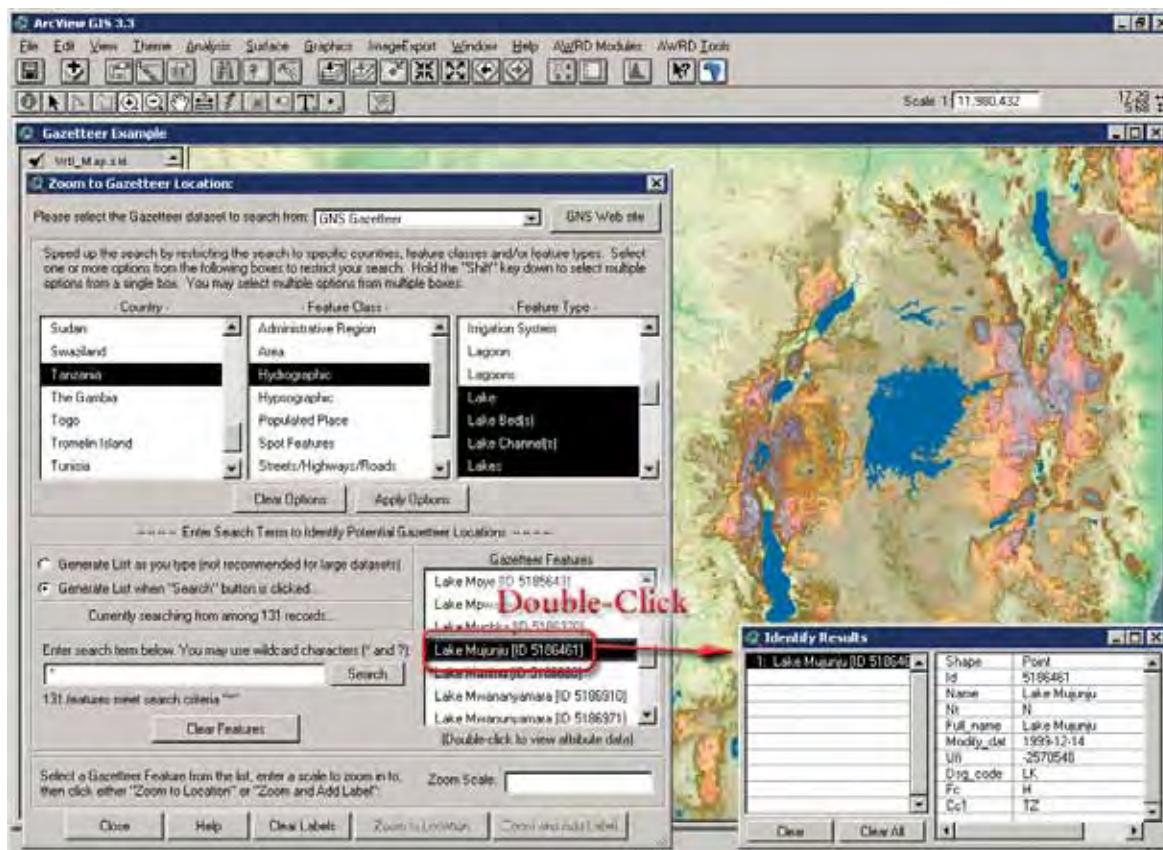 ArcView GIS 3.3
File Edit View Theme Analysis Surface Graphics ImageExport Window Help AWRD Modules AWRD Tools
Scale 1: 11,980,432
Gazetteer Example
Zoom to Gazetteer Location:
Please select the Gazetteer dataset to search from: GNS Gazetteer GNS Web site
Speed up the search by restricting the search to specific countries, feature classes and/or feature types. Select
one or more options from the following boxes to restrict your search. Hold the "Shift" key down to select multiple
options from a single box. You may select multiple options from multiple boxes.
- Country - - Feature Class - - Feature Type -
Sudan Administrative Region Irrigation System
Swaziland Area Lagoon
Tanzania Hydrographic Lagoons
The Gambia Hypsographic Lake
Togo Populated Place Lake Bed(s)
Tromelin Island Spot Features Lake Channel(s)
Tunisia Streets/Highways/Roads Lakes
Clear Options Apply Options
---- Enter Search Terms to Identify Potential Gazetteer Locations: ----
Generate List as you type (not recommended for large datasets)
Generate List when "Search" button is clicked...
Currently searching from among 131 records...
Enter search term below. You may use wildcard characters (* and ?):
* Search
131 features meet search criteria "*"
Clear Features
Gazetteer Features
Lake Moye [ID 5185643]
Double-Click
Lake Mujunju [ID 5186461]
Lake Mwananyamara [ID 5186910]
Lake Mwanunyamara [ID 5186971]
(Double-click to view attribute data)
Select a Gazetteer Feature from the list, enter a scale to zoom in to,
then click either "Zoom to Location" or "Zoom and Add Label":
Zoom Scale:
Close Help Clear Labels Zoom to Location Zoom and Add Label
Identify Results
1: Lake Mujunju [ID 518646
Shape Point
Id 5186461
Name Lake Mujunju
Nt N
Full_name Lake Mujunju
Modify_dat 1999-12-14
Ufi -2570548
Dsg_code LK
Fc H
Cc1 TZ
Clear Clear All